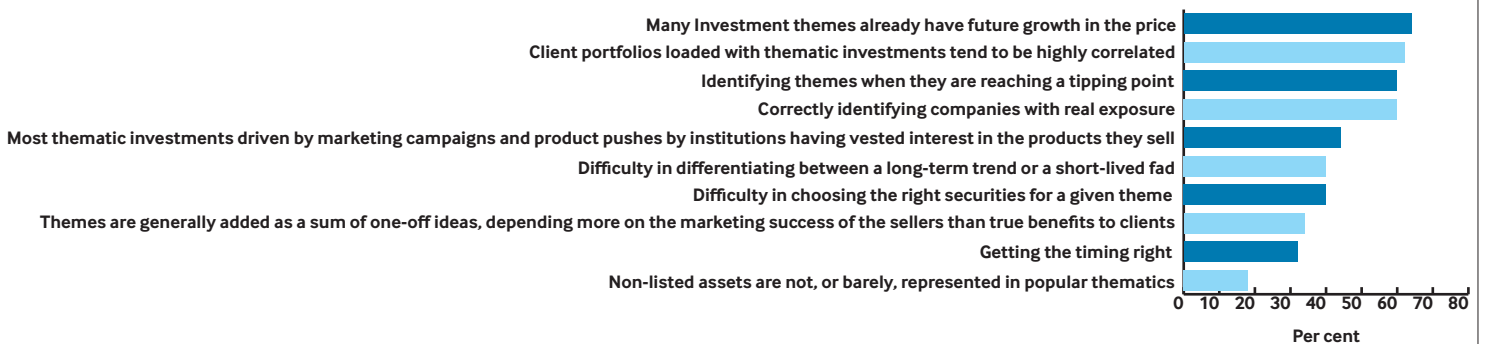 Many Investment themes already have future growth in the price
Client portfolios loaded with thematic investments tend to be highly correlated
Identifying themes when they are reaching a tipping point
Correctly identifying companies with real exposure
Most thematic investments driven by marketing campaigns and product pushes by institutions having vested interest in the products they sell
Difficulty in differentiating between a long-term trend or a short-lived fad
Difficulty in choosing the right securities for a given theme
Themes are generally added as a sum of one-off ideas, depending more on the marketing success of the sellers than true benefits to clients
Getting the timing right
Non-listed assets are not, or barely, represented in popular thematics
0 10 20 30 40 50 60 70 80
Per cent